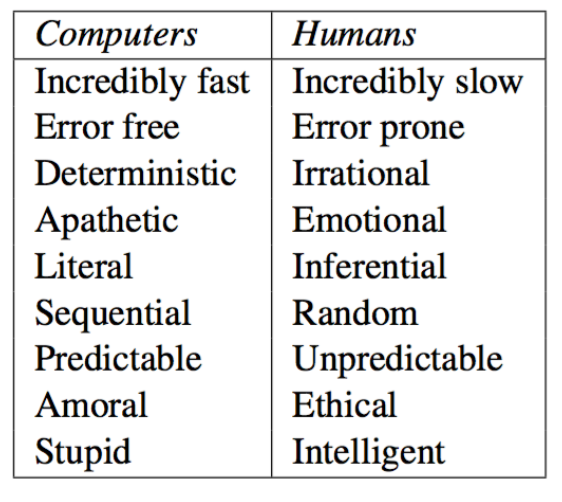 Computers Humans
Incredibly fast Incredibly slow
Error free Error prone
Deterministic Irrational
Apathetic Emotional
Literal Inferential
Sequential Random
Predictable Unpredictable
Amoral Ethical
Stupid Intelligent